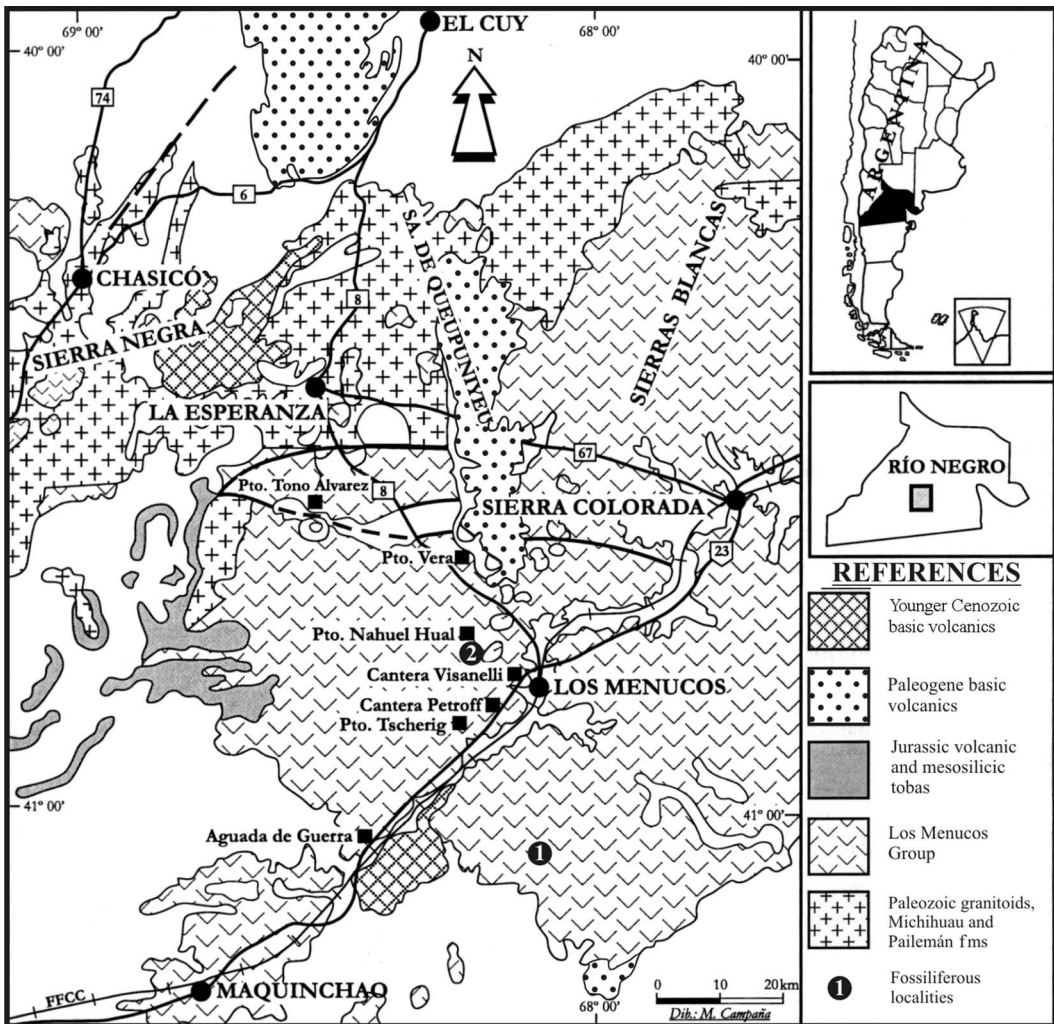 69° 00'
EL CUY
68° 00'
40° 00'
40° 00'
N
74
6
CHASICÓ
SA. DE QUEUPUNIYEU
SIERRAS BLANCAS
8
SIERRA NEGRA
LA ESPERANZA
67
Pto. Tono Alvarez
8
SIERRA COLORADA
23
Pto. Vera
Pto. Nahuel Hual
2
Cantera Visanelli
LOS MENUCOS
Cantera Petroff
Pto. Tscherig
41° 00'
41° 00'
Aguada de Guerra
1
FFCC
MAQUINCHAO
68° 00'
0 10 20 km
Dib.: M. Campaña
ARGENTINA
RÍO NEGRO
REFERENCES
Younger Cenozoic
basic volcanics
Paleogene basic
volcanics
Jurassic volcanic
and mesosilicic
tobas
Los Menucos
Group
Paleozoic granitoids,
Michihuau and
Pailemán fms
1
Fossiliferous
localities